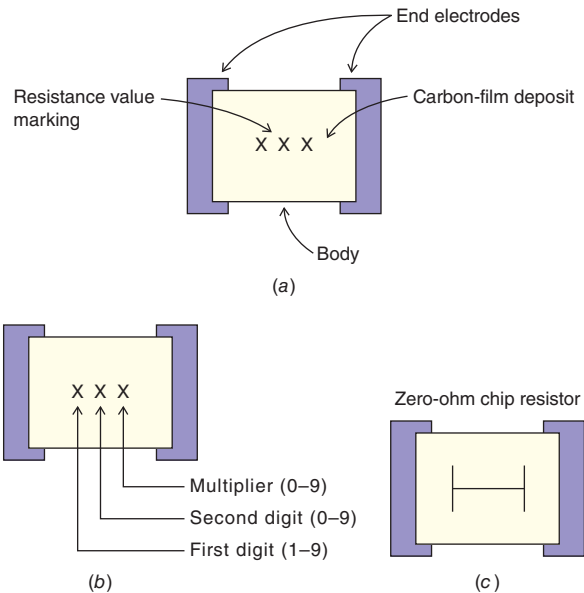 End electrodes
Resistance value
marking
Carbon-film deposit
X X X
Body
(a)
X X X
Multiplier (0–9)
Second digit (0–9)
First digit (1–9)
(b)
Zero-ohm chip resistor
(c)